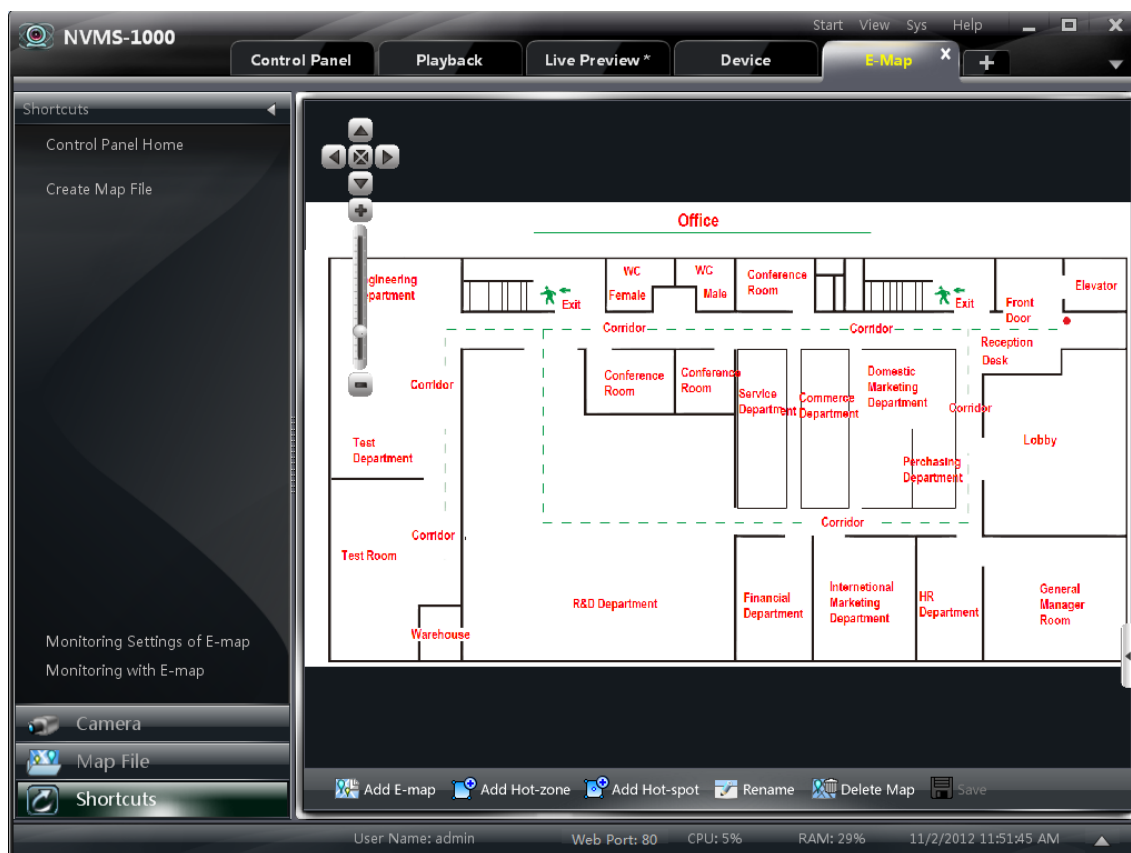 NVMS-1000
Start View Sys Help
Control Panel
Playback
Live Preview *
Device
E-Map
x
Shortcuts
Control Panel Home
Create Map File
Office
ngineering
epartment
WC
Female
WC
Male
Conference
Room
Exit
Exit
Front
Door
Elevator
Corridor
Corridor
Reception
Desk
Corridor
Conference
Room
Conference
Room
Service
Department
Commerce
Department
Domestic
Marketing
Department
Corridor
Lobby
Test
Department
Perchasing
Department
Corridor
Corridor
Test Room
R&D Department
Financial
Department
Internetional
Marketing
Department
HR
Department
General
Manager
Room
Warehouse
Monitoring Settings of E-map
Monitoring with E-map
Camera
Map File
Shortcuts
Add E-map
Add Hot-zone
Add Hot-spot
Rename
Delete Map
Save
User Name: admin
Web Port: 80
CPU: 5%
RAM: 29%
11/2/2012 11:51:45 AM